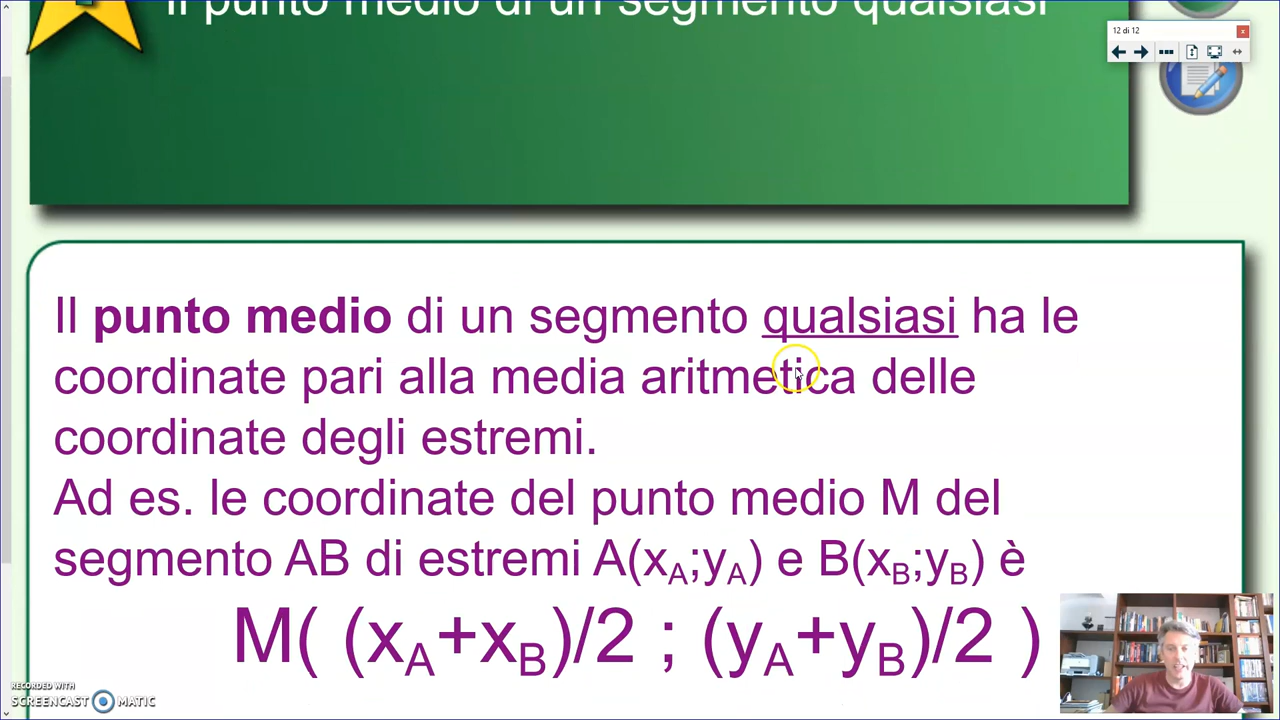 Il punto medio di un segmento qualsiasi
12 di 12
Il punto medio di un segmento qualsiasi ha le
coordinate pari alla media aritmetica delle
coordinate degli estremi.
Ad es. le coordinate del punto medio M del
segmento AB di estremi A(xA;yA) e B(xB;yB) è
M( (xA+xB)/2 ; (yA+yB)/2 )
RECORDED WITH
SCREENCAST MATIC